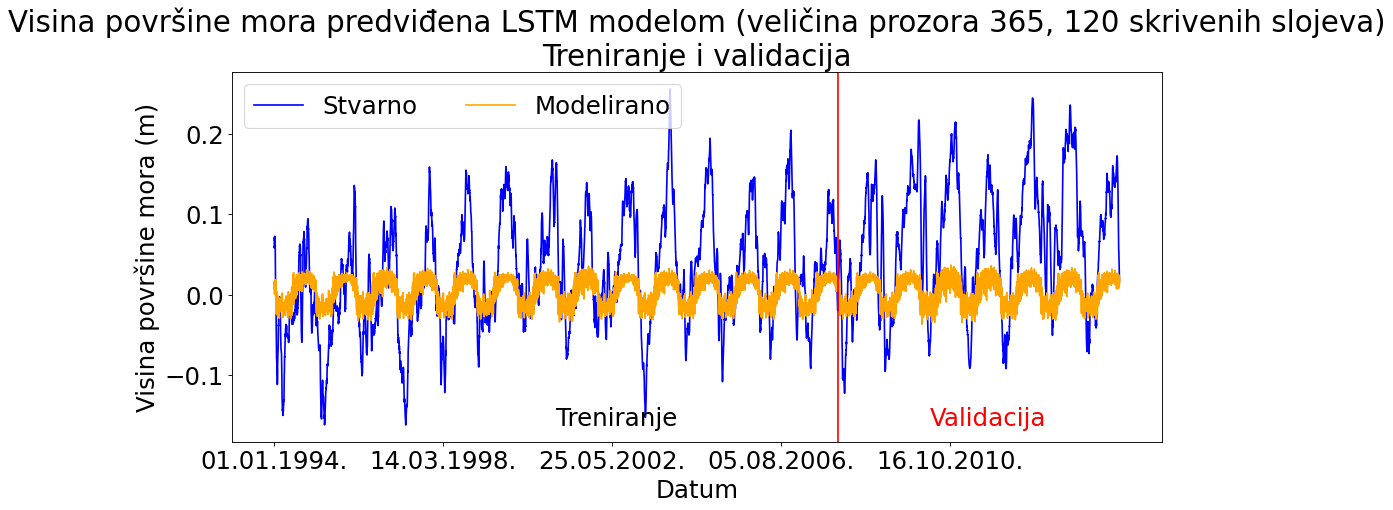 Visina površine mora predviđena LSTM modelom (veličina prozora 365, 120 skrivenih slojeva)
Treniranje i validacija
Stvarno Modelirano
Visina površine mora (m)
0.2
0.1
0.0
−0.1
Treniranje Validacija
01.01.1994. 14.03.1998. 25.05.2002. 05.08.2006. 16.10.2010.
Datum